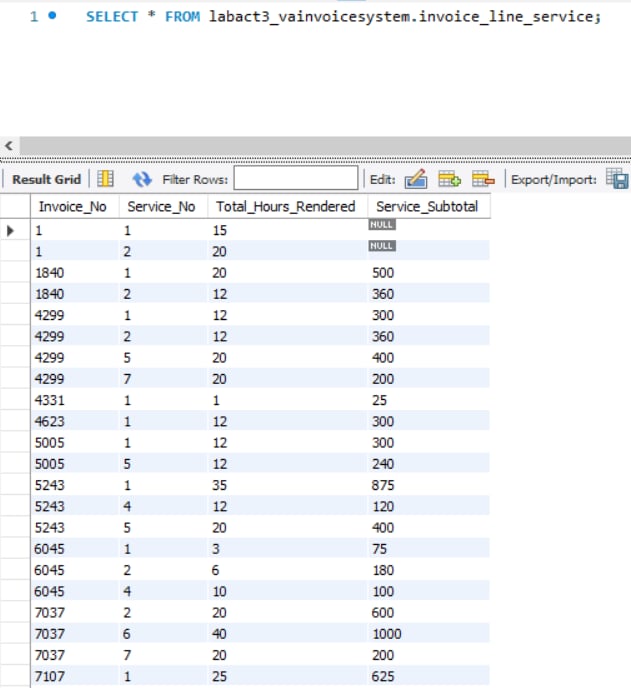 1 SELECT * FROM labact3_vainvoicesystem.invoice_line_service;
Result Grid Filter Rows: Edit: Export/Import:
Invoice_No Service_No Total_Hours_Rendered Service_Subtotal
1 1 15 NULL
1 2 20 NULL
1840 1 20 500
1840 2 12 360
4299 1 12 300
4299 2 12 360
4299 5 20 400
4299 7 20 200
4331 1 1 25
4623 1 12 300
5005 1 12 300
5005 5 12 240
5243 1 35 875
5243 4 12 120
5243 5 20 400
6045 1 3 75
6045 2 6 180
6045 4 10 100
7037 2 20 600
7037 6 40 1000
7037 7 20 200
7107 1 25 625